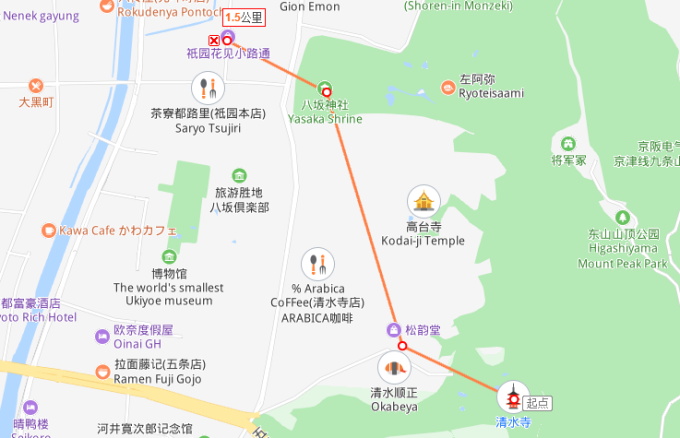 Nenek gayung
Rokudenya Pontoch
1.5公里
Gion Emon
(Shoren-in Monzeki)
祇园花见小路通
大黑町
茶寮都路里(祇园本店)
Saryo Tsujiri
八坂神社
Yasaka Shrine
左阿弥
Ryoteisaami
将军冢
京阪电气
京津线九条山
旅游胜地
八坂俱楽部
高台寺
Kodai-ji Temple
东山山顶公园
Higashiyama
Mount Peak Park
Kawa Cafe かわカフェ
博物馆
The world's smallest
Ukiyoe museum
% Arabica
CoFFee(清水寺店)
ARABICA咖啡
都富豪酒店
yoto Rich Hotel
欧奈度假屋
Oinai GH
松韵堂
拉面藤记(五条店)
Ramen Fuji Gojo
清水顺正
Okabeya
起点
清水寺
晴鸭楼
Seikoro
河井寛次郎记念馆